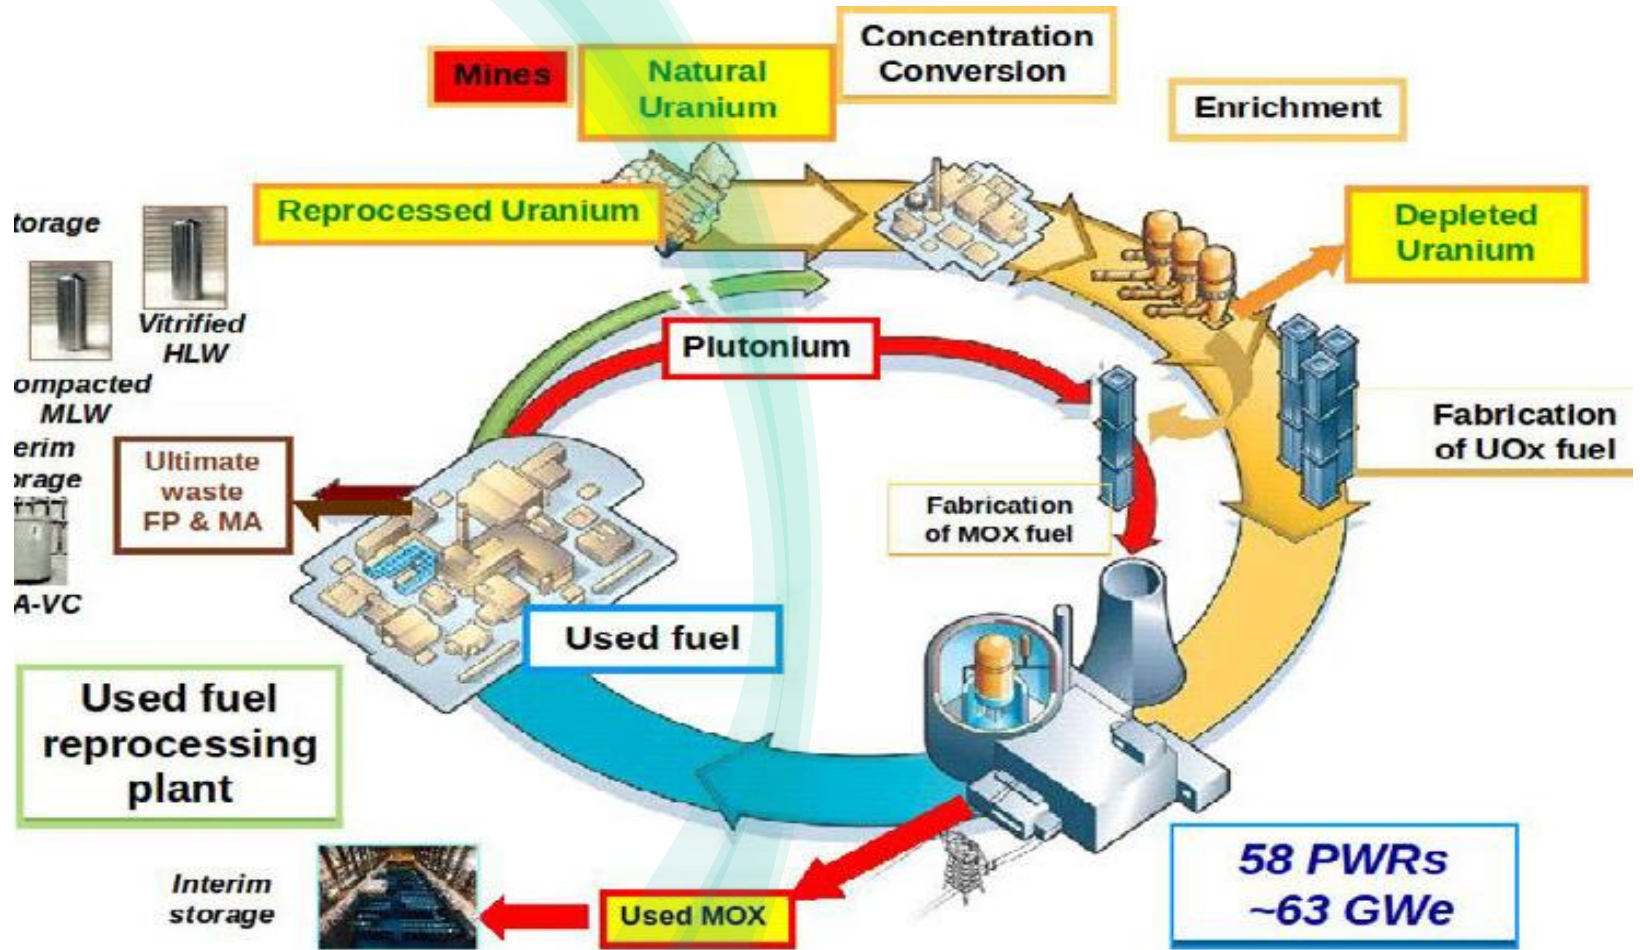 Concentration
Conversion
Mines
Natural
Uranium
Enrichment
Reprocessed Uranium
Depleted
Uranium
torage
Vitrified
HLW
Plutonium
ompacted
MLW
Fabrication
of UOx fuel
erim
orage
Ultimate
waste
FP & MA
Fabrication
of MOX fuel
A-VC
Used fuel
Used fuel
reprocessing
plant
58 PWRs
~63 GWe
Interim
storage
Used MOX